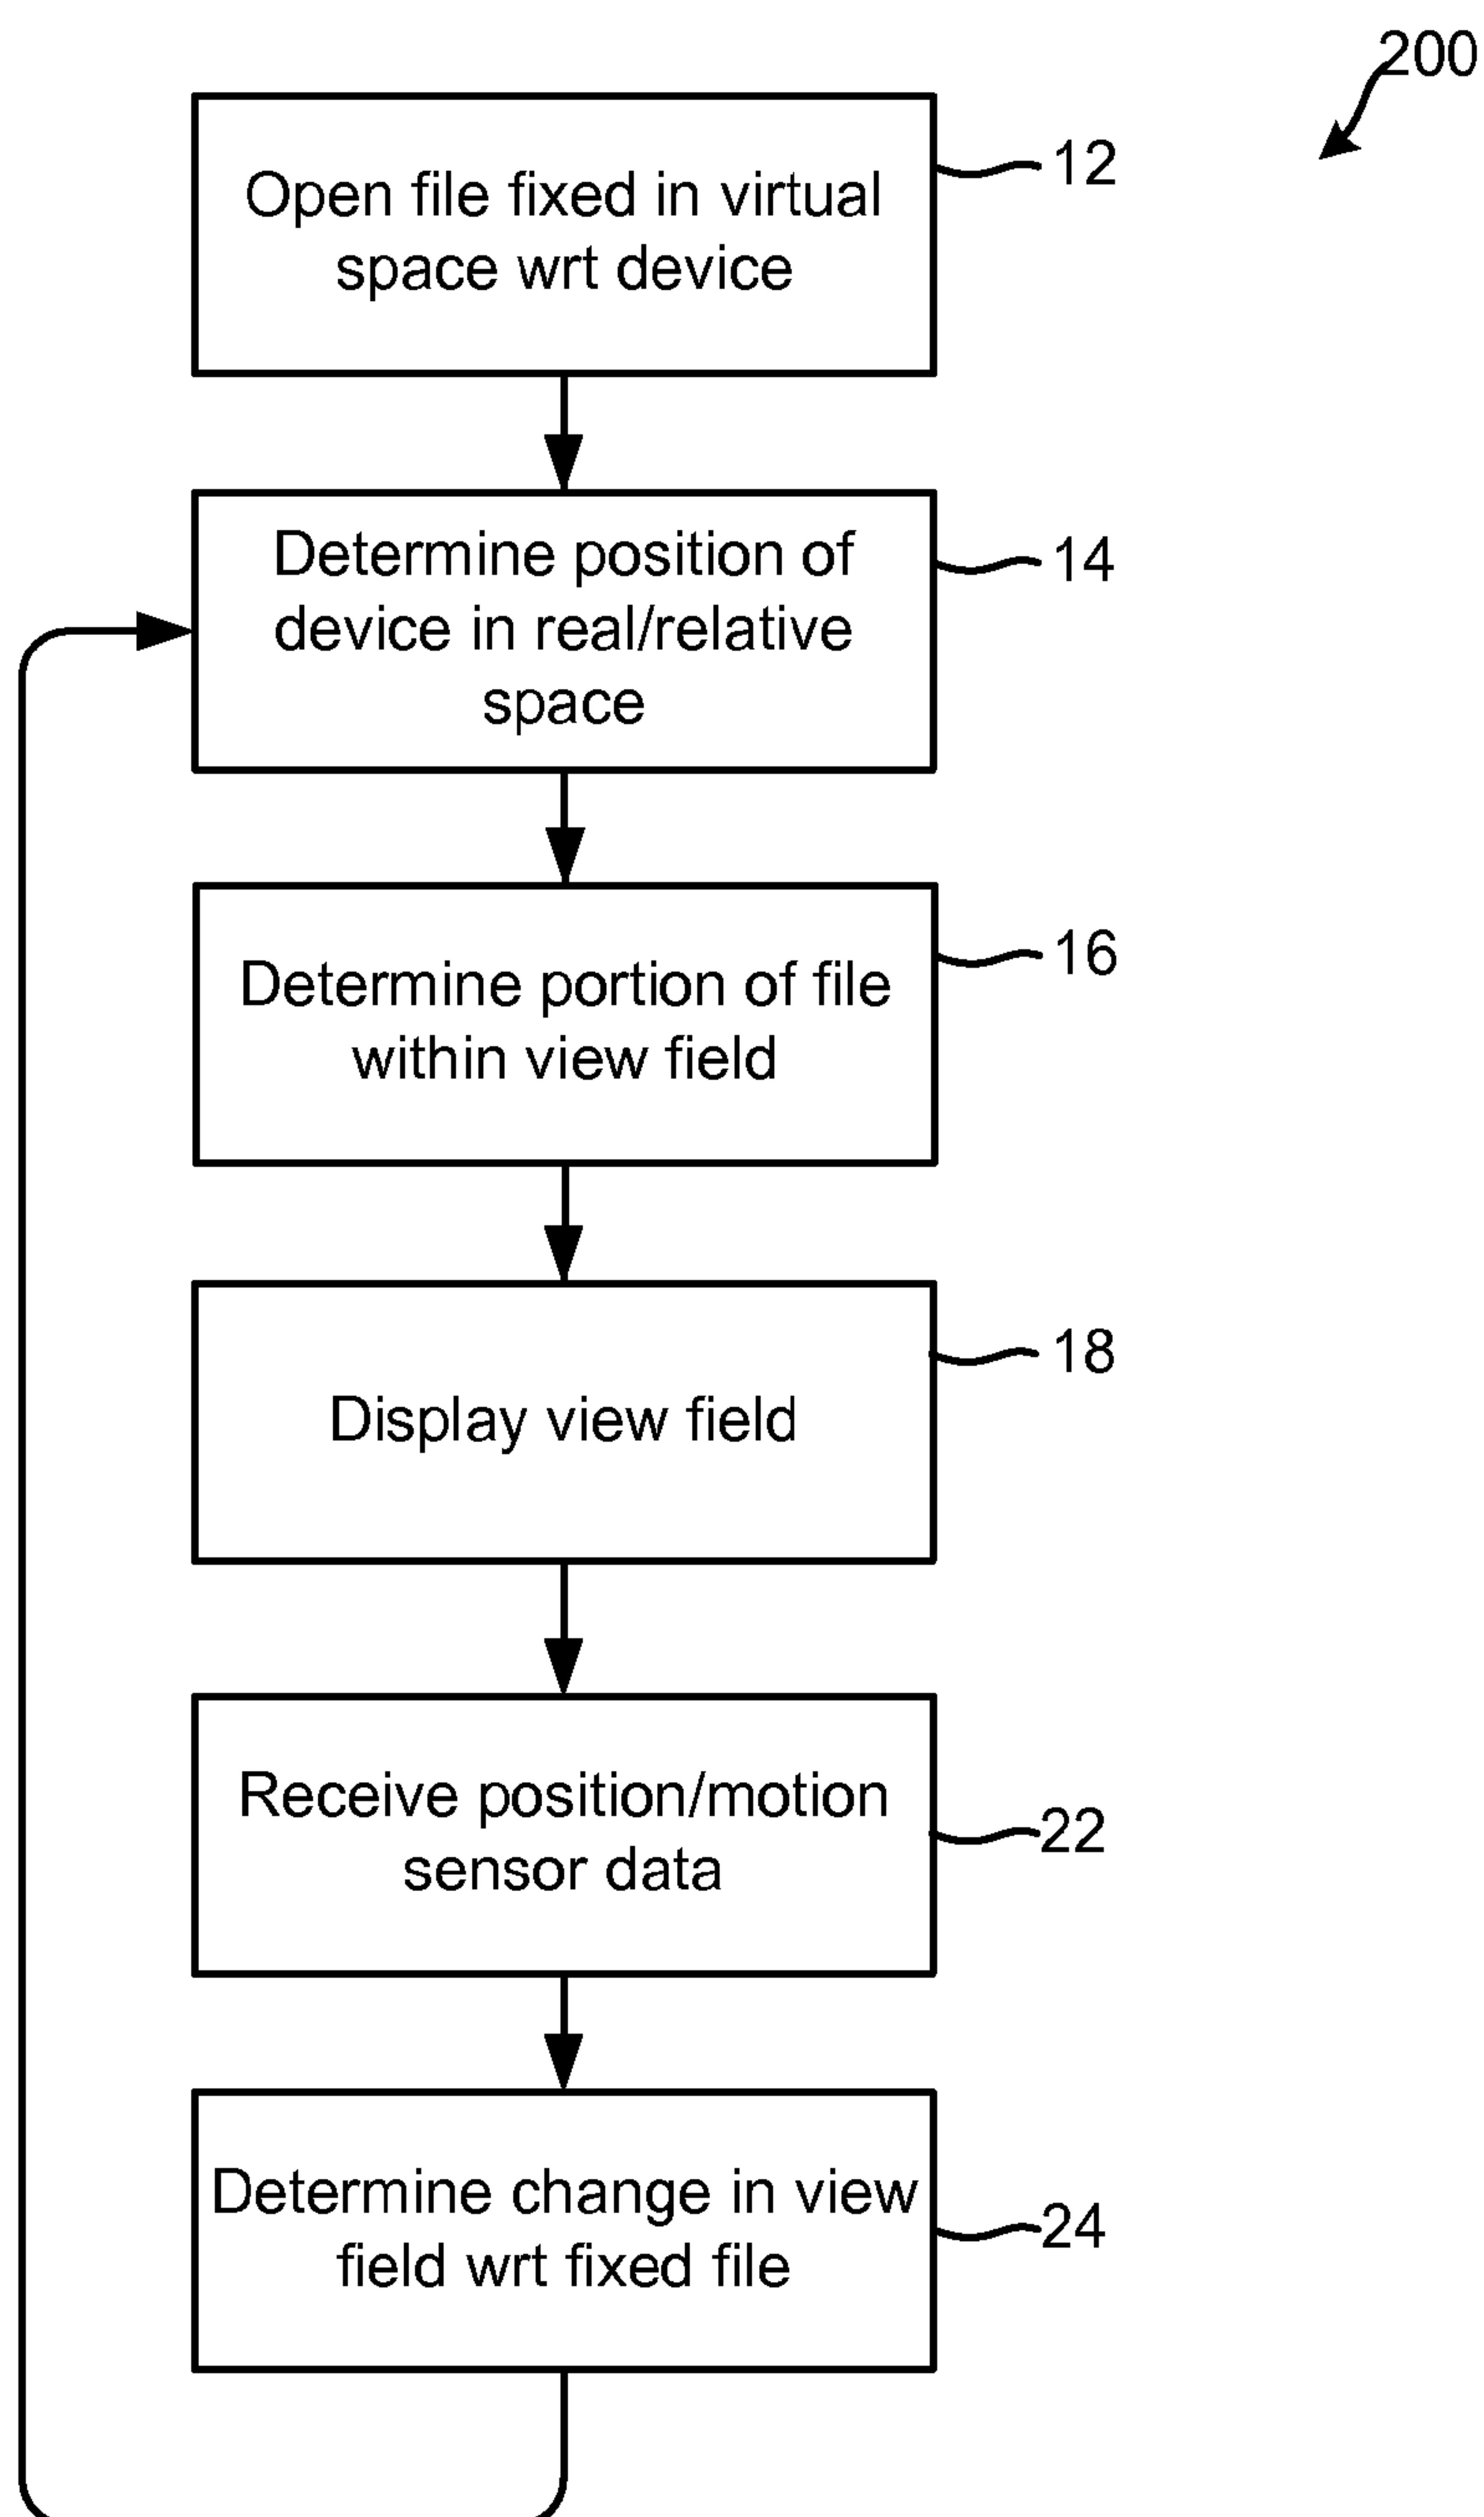 200
Open file fixed in virtual
space wrt device
12
Determine position of
device in real/relative
space
14
Determine portion of file
within view field
16
Display view field
18
Receive position/motion
sensor data
22
Determine change in view
field wrt fixed file
24